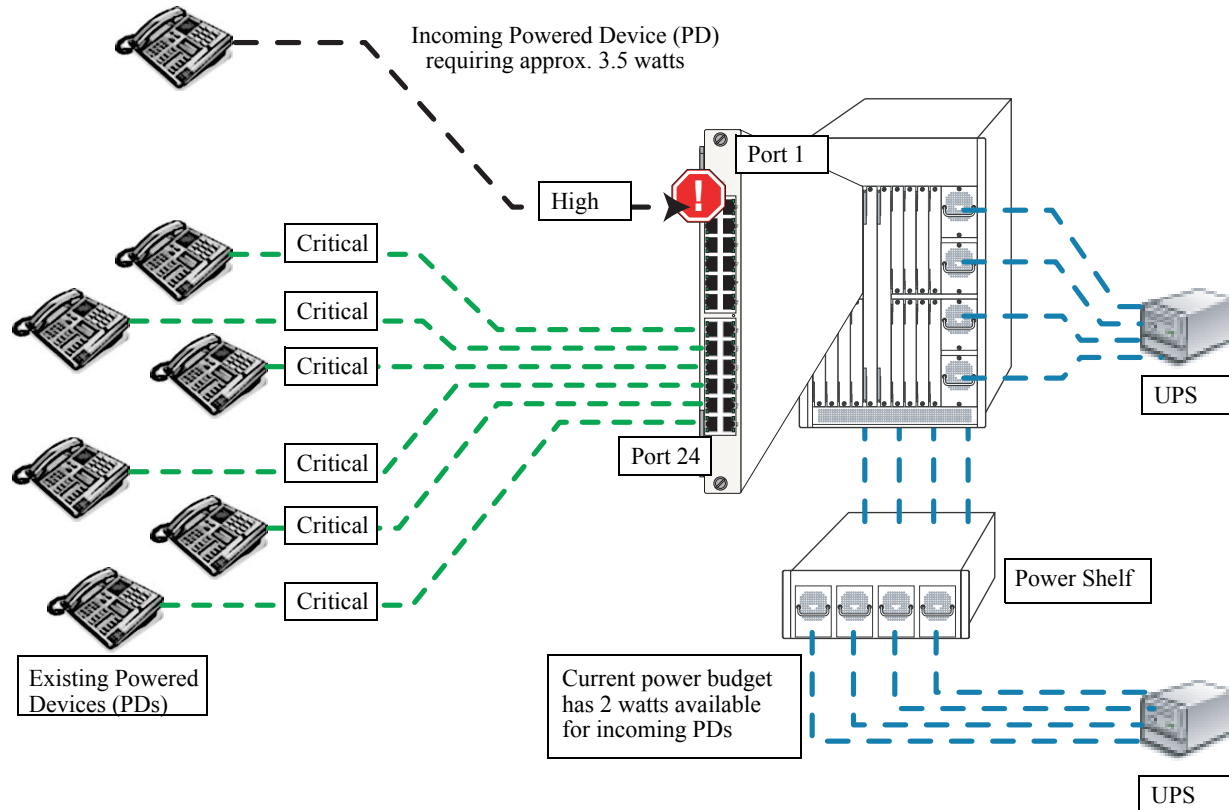 Incoming Powered Device (PD)
requiring approx. 3.5 watts
Port 1
High
Critical
Critical
Critical
Critical
Critical
Critical
Port 24
UPS
Power Shelf
Existing Powered
Devices (PDs)
Current power budget
has 2 watts available
for incoming PDs
UPS